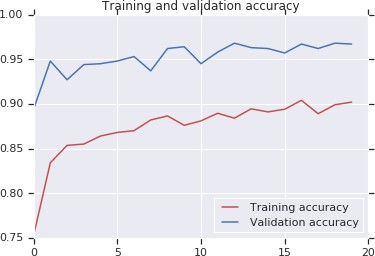 Training and validation accuracy
1.00
0.95
0.90
0.85
0.80
0.75
Training accuracy
Validation accuracy
0 5 10 15 20